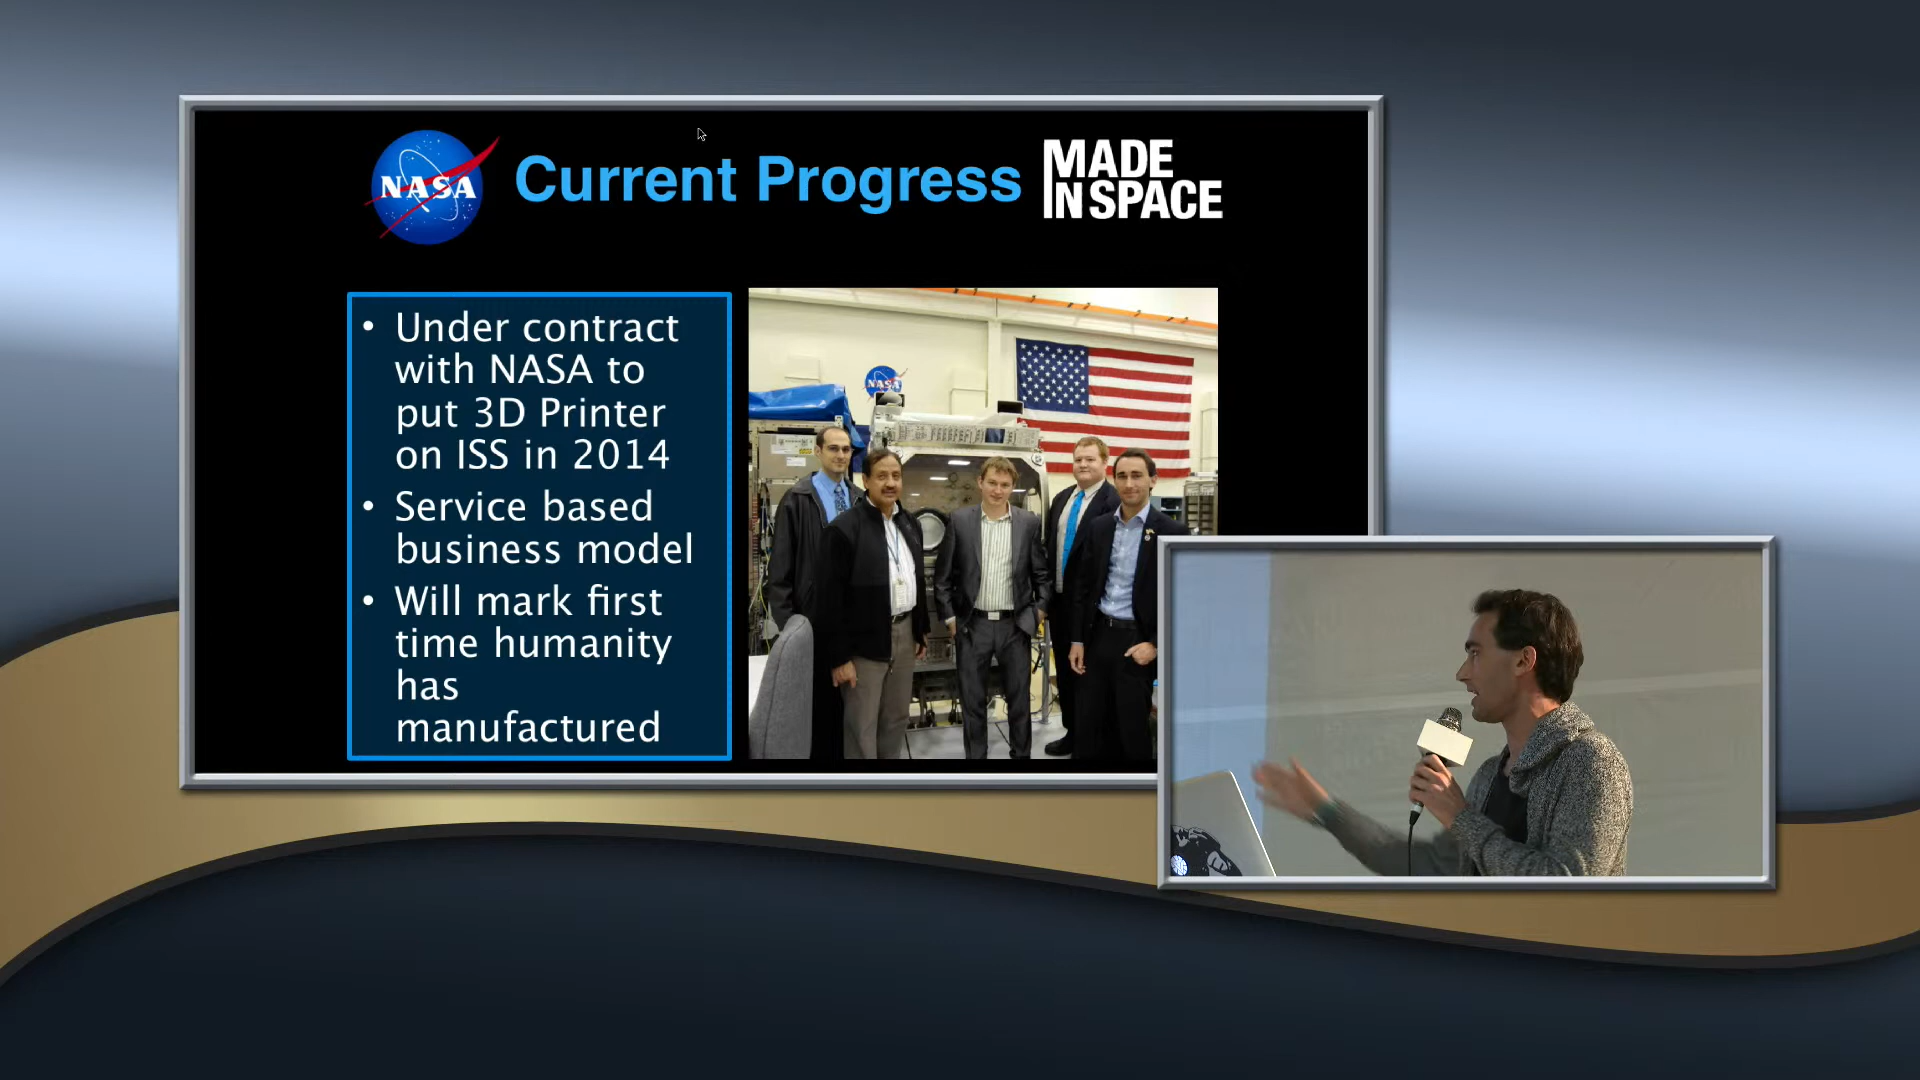 NASA
Current Progress
MADE
IN SPACE
• Under contract
with NASA to
put 3D Printer
on ISS in 2014
• Service based
business model
• Will mark first
time humanity
has
manufactured
NASA